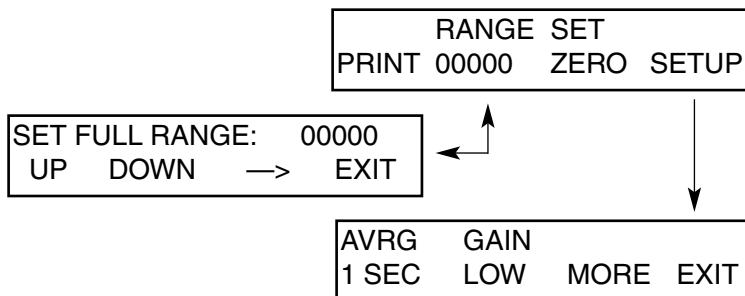 RANGE SET
PRINT 00000 ZERO SETUP
SET FULL RANGE: 00000
UP DOWN —> EXIT
AVRG GAIN
1 SEC LOW MORE EXIT